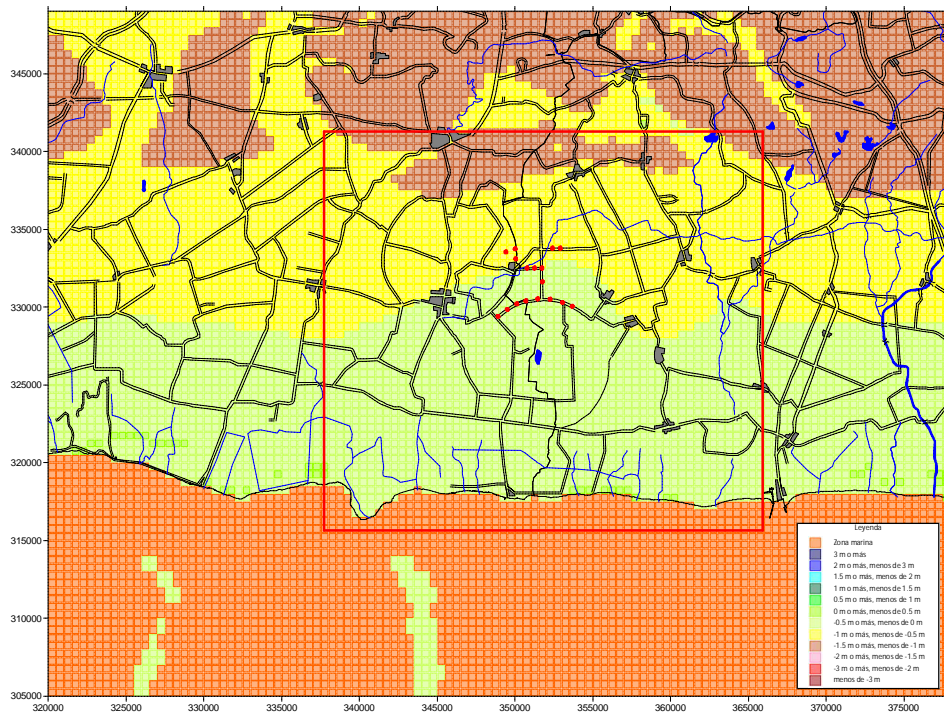 345000
340000
335000
330000
325000
320000
315000
310000
305000
320000 325000 330000 335000 340000 345000 350000 355000 360000 365000 370000 375000
Leyenda
Zona marina
3 m o más
2 m o más, menos de 3 m
1.5 m o más, menos de 2 m
1 m o más, menos de 1.5 m
0.5 m o más, menos de 1 m
0 m o más, menos de 0.5 m
-0.5 m o más, menos de 0 m
-1 m o más, menos de -0.5 m
-1.5 m o más, menos de -1 m
-2 m o más, menos de -1.5 m
-3 m o más, menos de -2 m
menos de -3 m